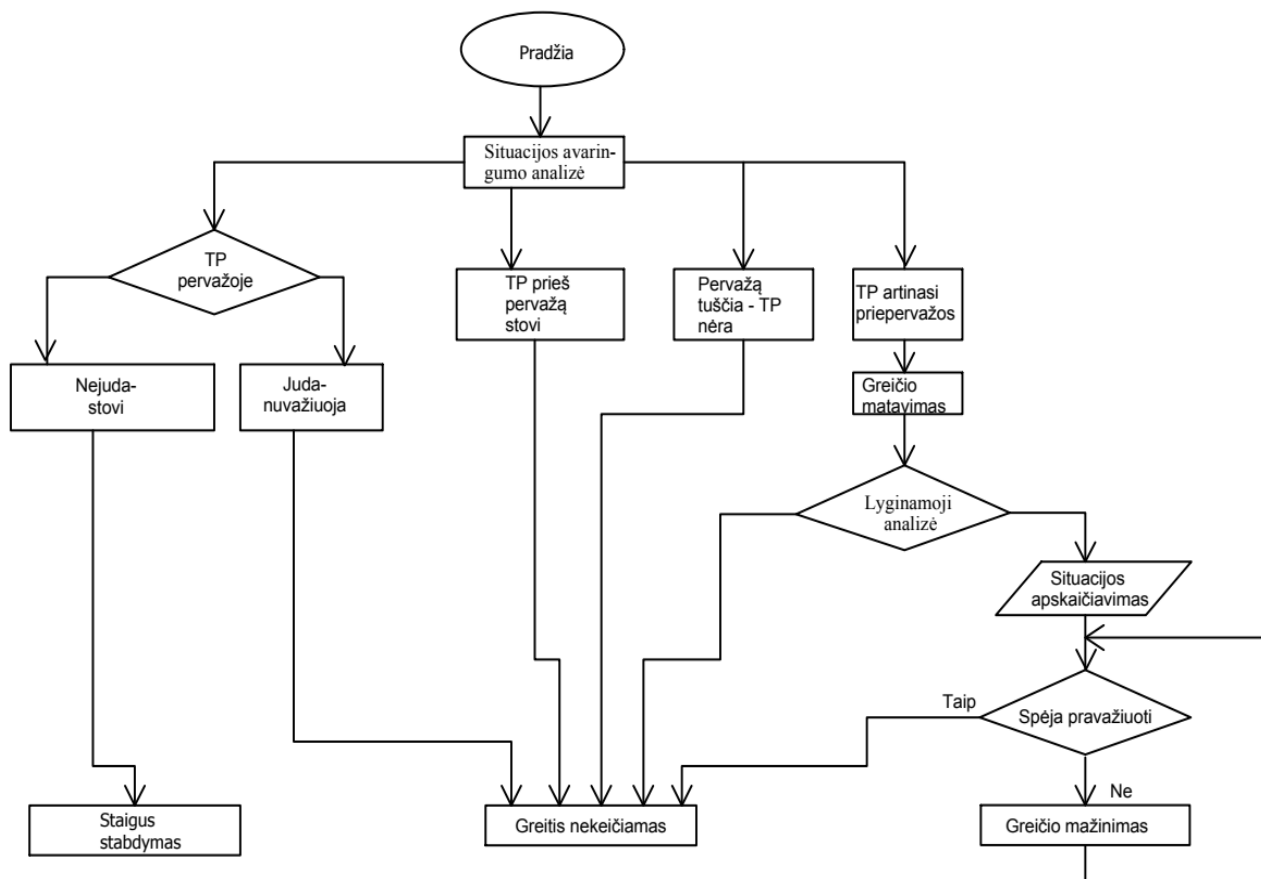 Pradžia
Situacijos avarin-
gumo analizė
TP
pervažoje
TP prieš
pervažą
stovi
Pervažą
tuščia - TP
nėra
TP artinasi
priepervažos
Nejuda-
stovi
Juda-
nuvažiuoja
Greičio
matavimas
Lyginamoji
analizė
Situacijos
apskaičiavimas
Taip
Spėja pravažiuoti
Ne
Staigus
stabdymas
Greitis nekeičiamas
Greičio mažinimas